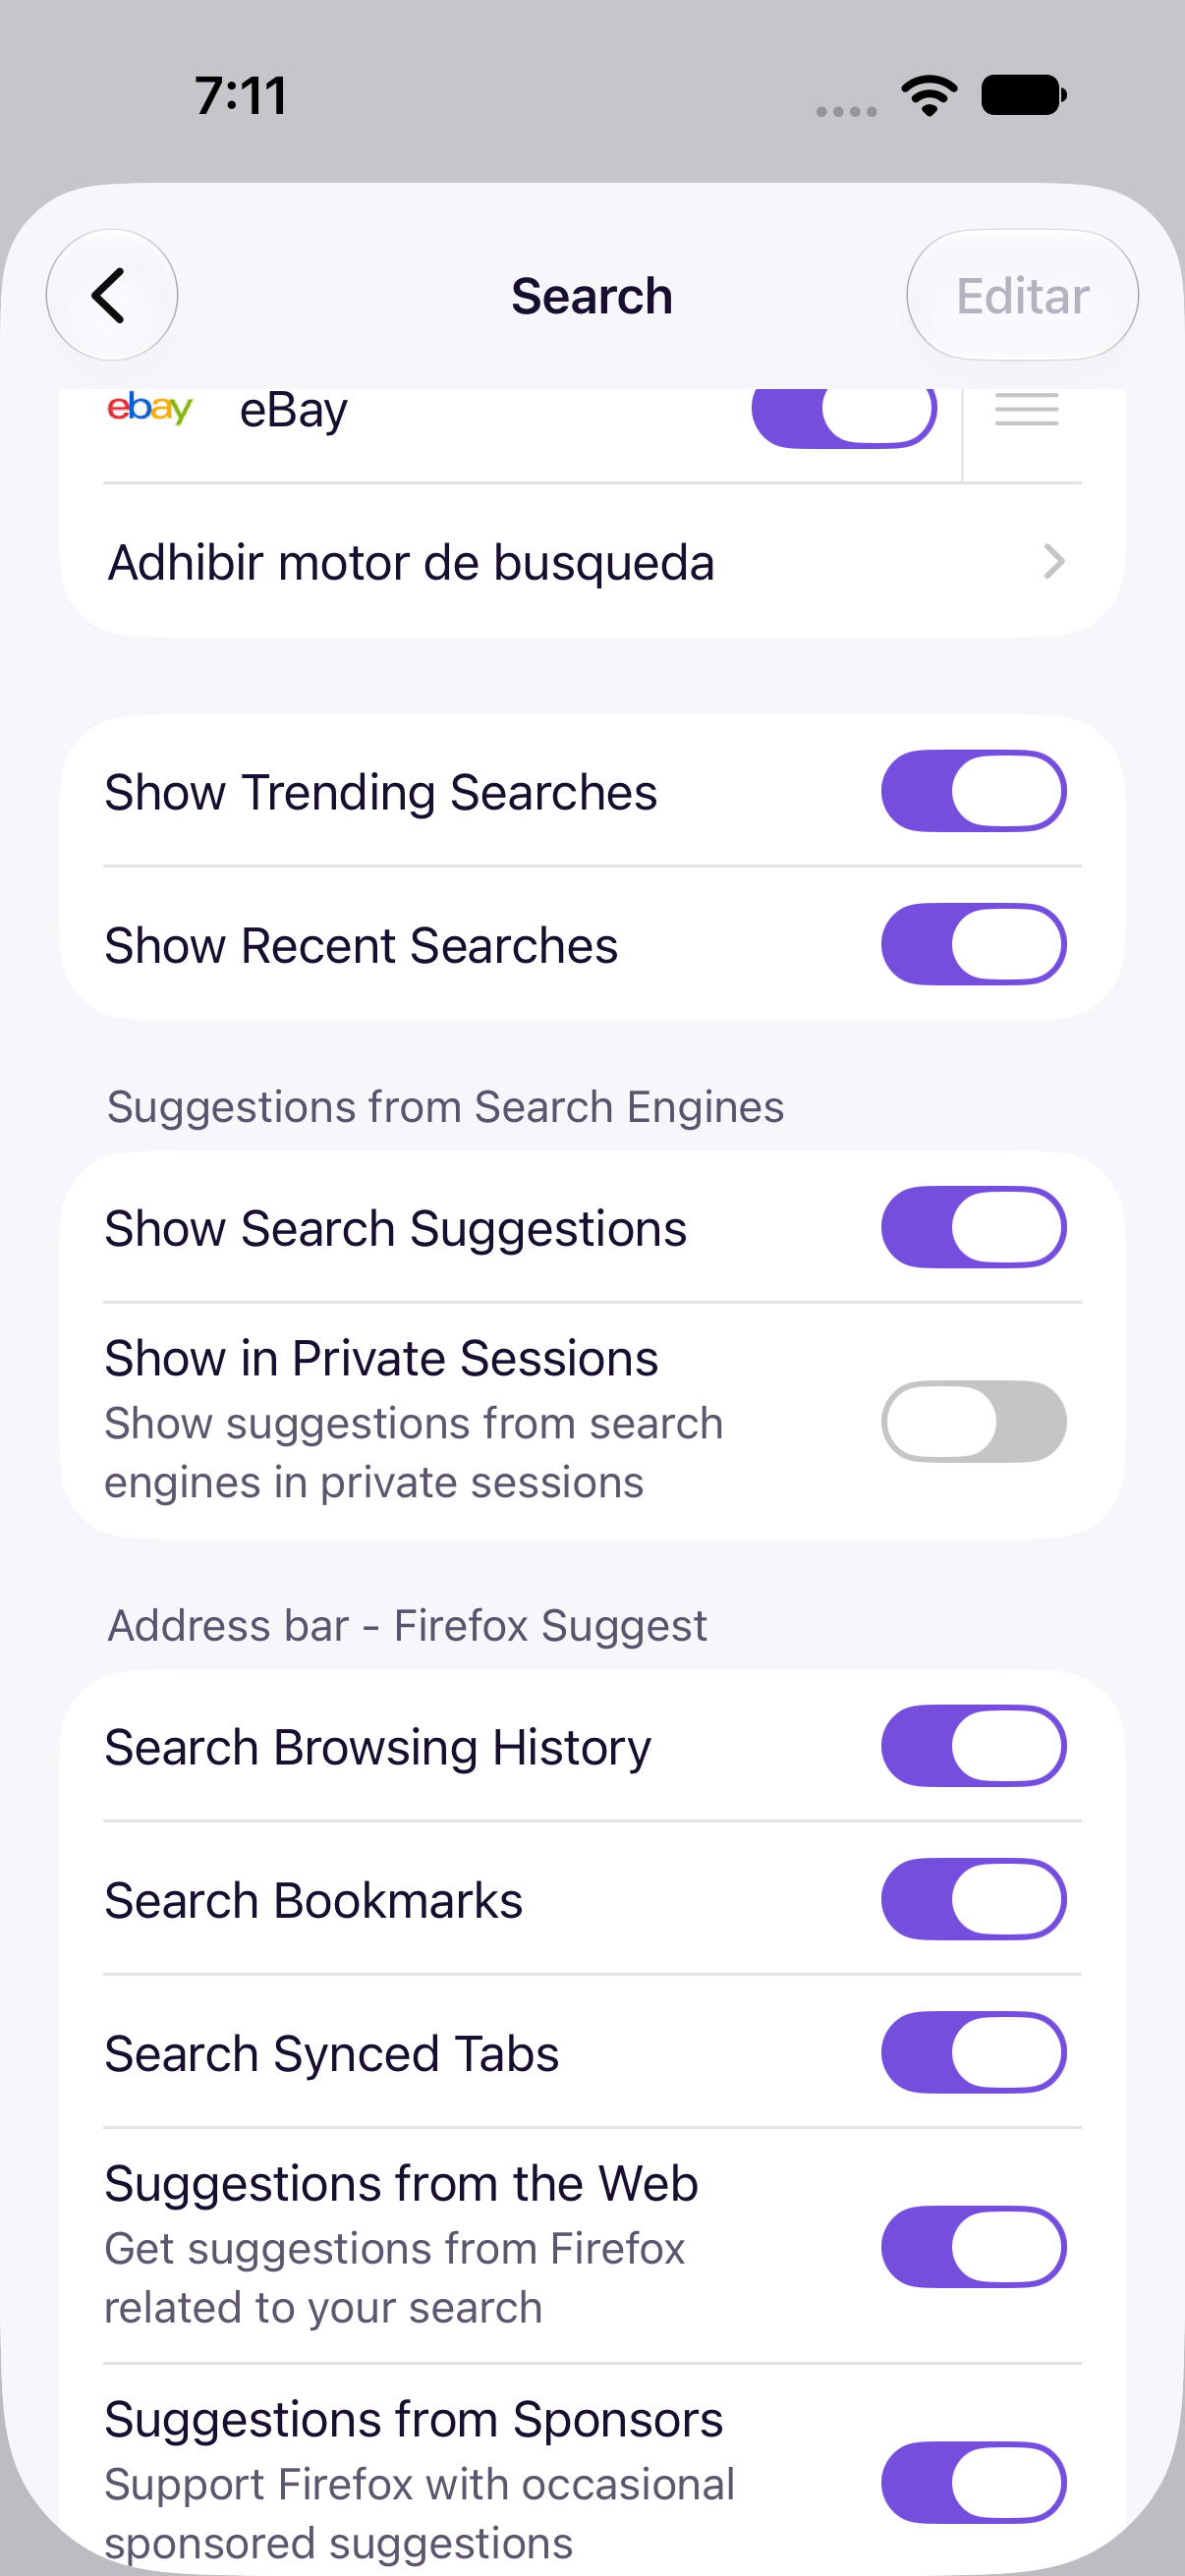 7:11
Search
Editar
ebay eBay
Adhibir motor de busqueda
Show Trending Searches
Show Recent Searches
Suggestions from Search Engines
Show Search Suggestions
Show in Private Sessions
Show suggestions from search
engines in private sessions
Address bar - Firefox Suggest
Search Browsing History
Search Bookmarks
Search Synced Tabs
Suggestions from the Web
Get suggestions from Firefox
related to your search
Suggestions from Sponsors
Support Firefox with occasional
sponsored suggestions